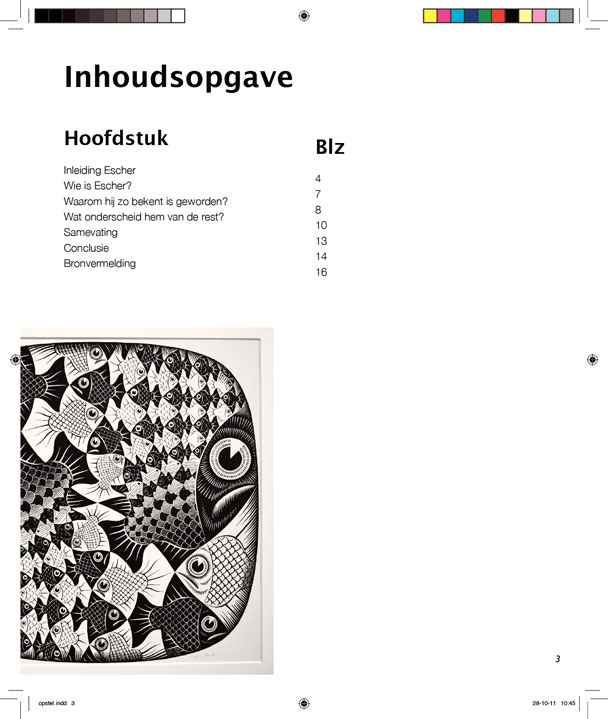 Inhoudsopgave
Hoofdstuk
Blz
Inleiding Escher 4
Wie is Escher? 7
Waarom hij zo bekent is geworden? 8
Wat onderscheid hem van de rest? 10
Samevating 13
Conclusie 14
Bronvermelding 16
3
opstel.indd 3
28-10-11 10:45